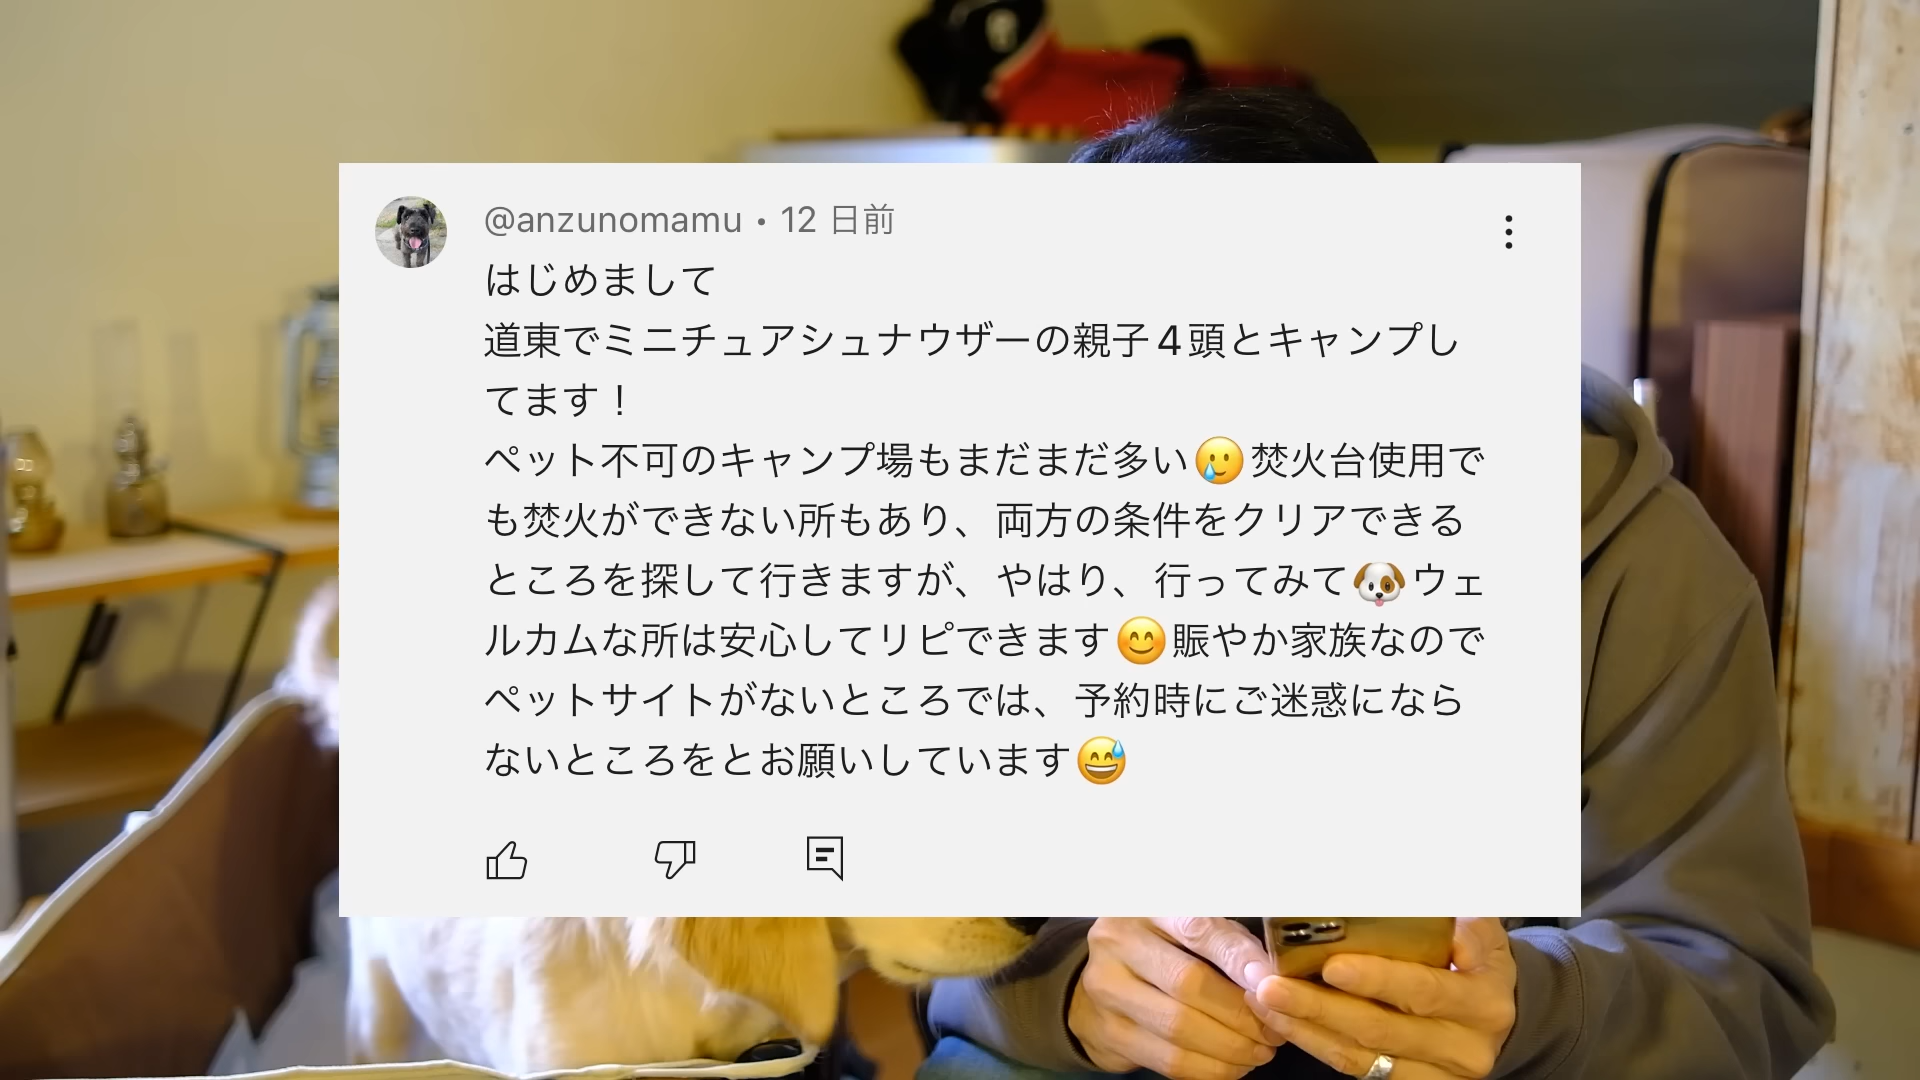 @anzunomamu • 12 日前
はじめまして
道東でミニチュアシュナウザーの親子４頭とキャンプし
てます！
ペット不可のキャンプ場もまだまだ多い🥲焚火台使用で
も焚火ができない所もあり、両方の条件をクリアできる
ところを探して行きますが、やはり、行ってみて🐶ウェ
ルカムな所は安心してリピできます😊賑やか家族なので
ペットサイトがないところでは、予約時にご迷惑になら
ないところをとお願いしています😅